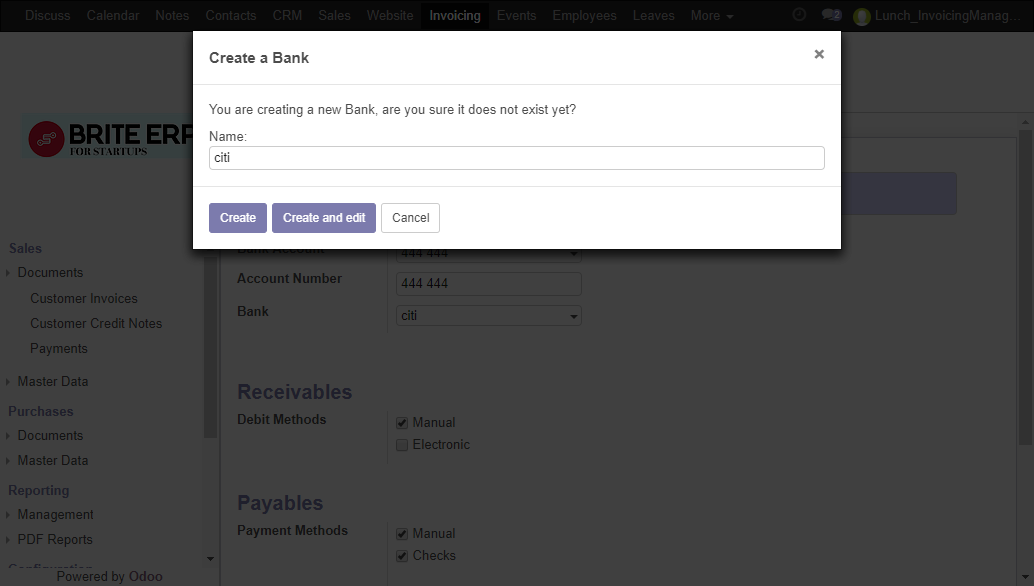 Discuss Calendar Notes Contacts CRM Sales Website Invoicing Events Employees Leaves More 2 Lunch_InvoicingManag...
Create a Bank ×
You are creating a new Bank, are you sure it does not exist yet?
Name:
citi
Create Create and edit Cancel
BRITE ERP
FOR STARTUPS
Sales
Documents
Customer Invoices
Customer Credit Notes
Payments
Master Data
Purchases
Documents
Master Data
Reporting
Management
PDF Reports
Configuration
Powered by Odoo
Bank Account 444 444
Account Number 444 444
Bank citi
Receivables
Debit Methods Manual
Electronic
Payables
Payment Methods Manual
Checks